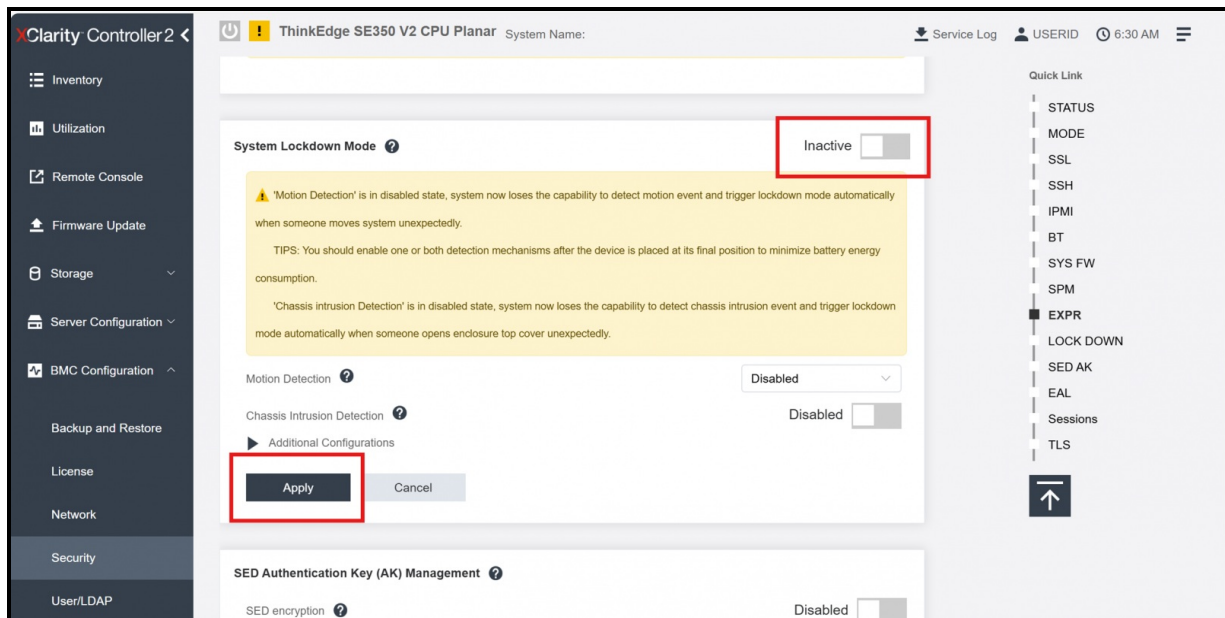 XClarity Controller 2
ThinkEdge SE350 V2 CPU Planar System Name:
Service Log USERID 6:30 AM
Inventory
Utilization
Remote Console
Firmware Update
Storage
Server Configuration
BMC Configuration
Backup and Restore
License
Network
Security
User/LDAP
System Lockdown Mode
Inactive
'Motion Detection' is in disabled state, system now loses the capability to detect motion event and trigger lockdown mode automatically
when someone moves system unexpectedly.
TIPS: You should enable one or both detection mechanisms after the device is placed at its final position to minimize battery energy
consumption.
'Chassis intrusion Detection' is in disabled state, system now loses the capability to detect chassis intrusion event and trigger lockdown
mode automatically when someone opens enclosure top cover unexpectedly.
Motion Detection Disabled
Chassis Intrusion Detection Disabled
Additional Configurations
Apply Cancel
SED Authentication Key (AK) Management
SED encryption Disabled
Quick Link
STATUS
MODE
SSL
SSH
IPMI
BT
SYS FW
SPM
EXPR
LOCK DOWN
SED AK
EAL
Sessions
TLS